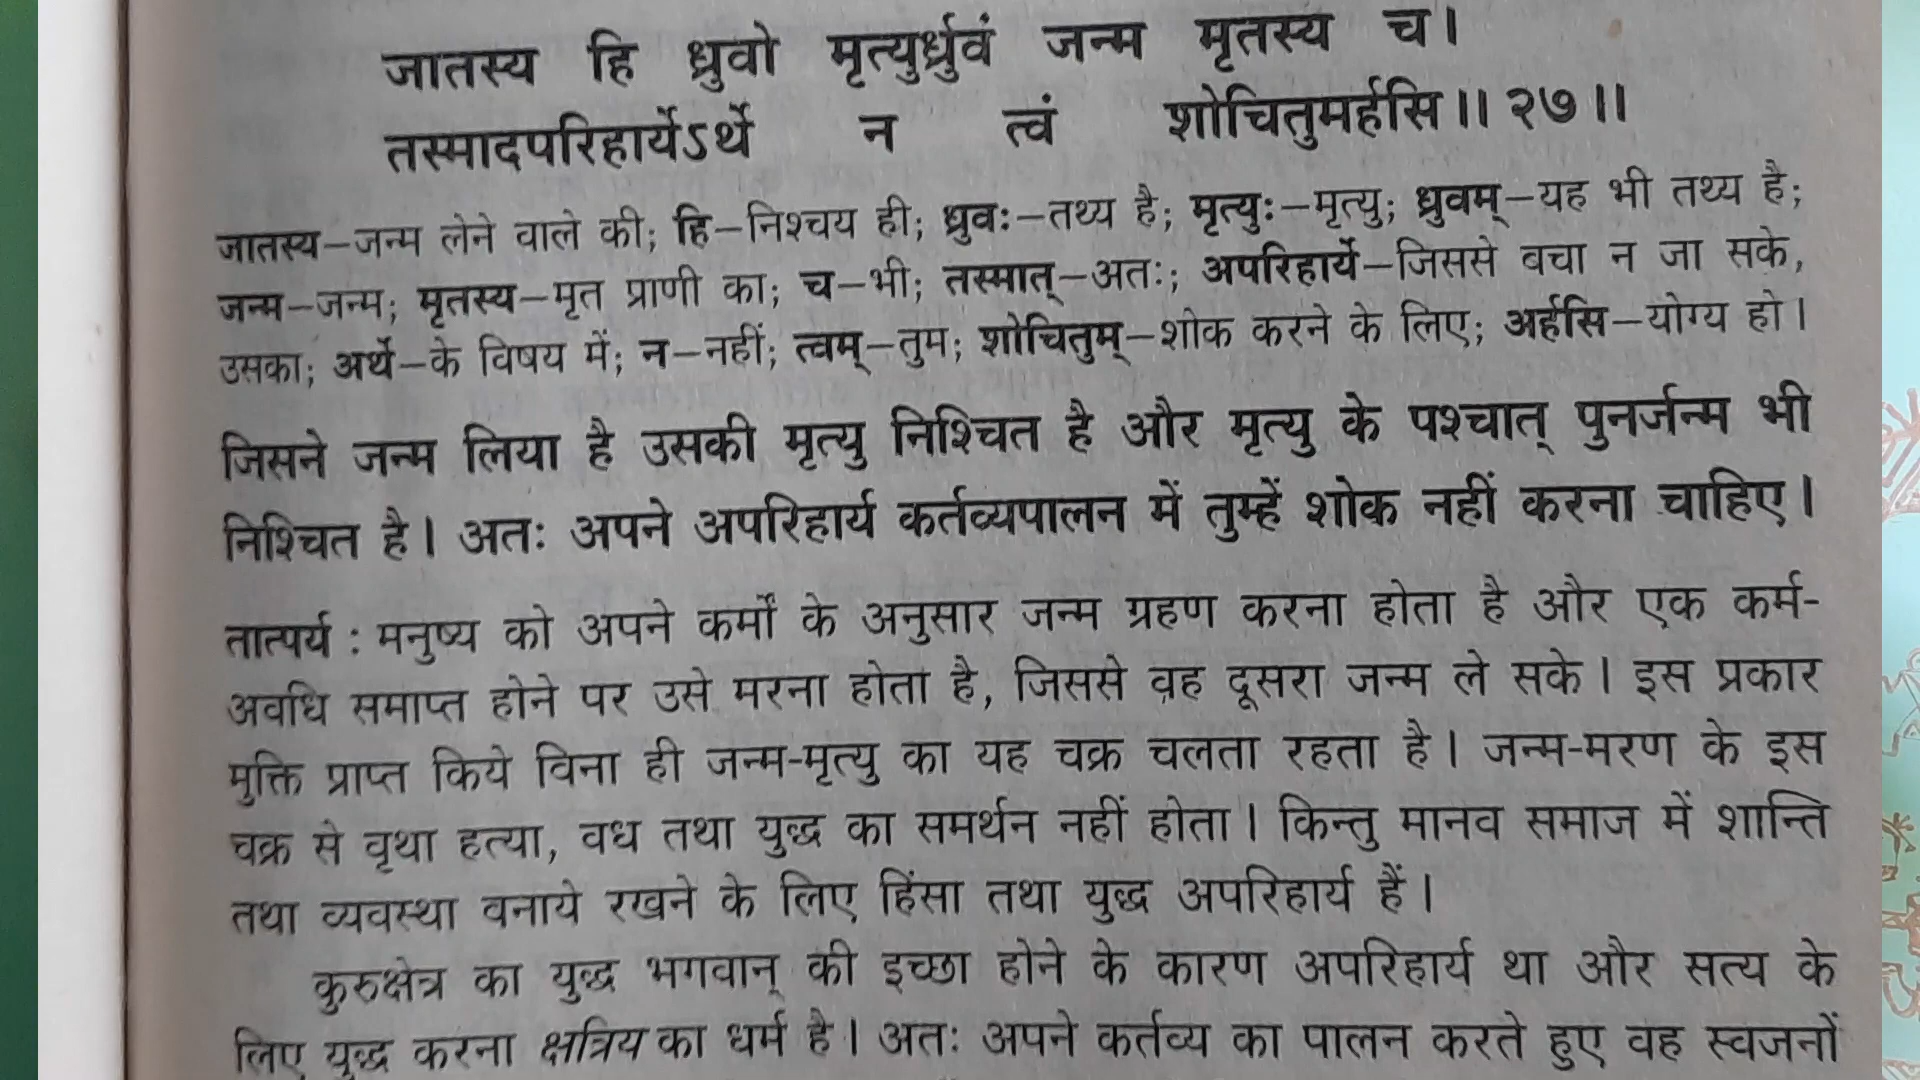 जातस्य हि ध्रुवो मृत्युर्ध्रुवं जन्म मृतस्य च।
तस्मादपरिहार्येऽर्थे न त्वं शोचितुमर्हसि॥ २७॥
जातस्य—जन्म लेने वाले की; हि—निश्चय ही; ध्रुवः—तथ्य है; मृत्युः—मृत्यु; ध्रुवम्—यह भी तथ्य है;
जन्म—जन्म; मृतस्य—मृत प्राणी का; च—भी; तस्मात्—अतः; अपरिहार्ये—जिससे बचा न जा सके,
उसका; अर्थे—के विषय में; न—नहीं; त्वम्—तुम; शोचितुम्—शोक करने के लिए; अर्हसि—योग्य हो।
जिसने जन्म लिया है उसकी मृत्यु निश्चित है और मृत्यु के पश्चात् पुनर्जन्म भी
निश्चित है। अतः अपने अपरिहार्य कर्तव्यपालन में तुम्हें शोक नहीं करना चाहिए।
तात्पर्य : मनुष्य को अपने कर्मों के अनुसार जन्म ग्रहण करना होता है और एक कर्म-
अवधि समाप्त होने पर उसे मरना होता है, जिससे वह दूसरा जन्म ले सके। इस प्रकार
मुक्ति प्राप्त किये विना ही जन्म-मृत्यु का यह चक्र चलता रहता है। जन्म-मरण के इस
चक्र से वृथा हत्या, वध तथा युद्ध का समर्थन नहीं होता। किन्तु मानव समाज में शान्ति
तथा व्यवस्था वनाये रखने के लिए हिंसा तथा युद्ध अपरिहार्य हैं।
कुरुक्षेत्र का युद्ध भगवान् की इच्छा होने के कारण अपरिहार्य था और सत्य के
लिए युद्ध करना क्षत्रिय का धर्म है। अतः अपने कर्तव्य का पालन करते हुए वह स्वजनों